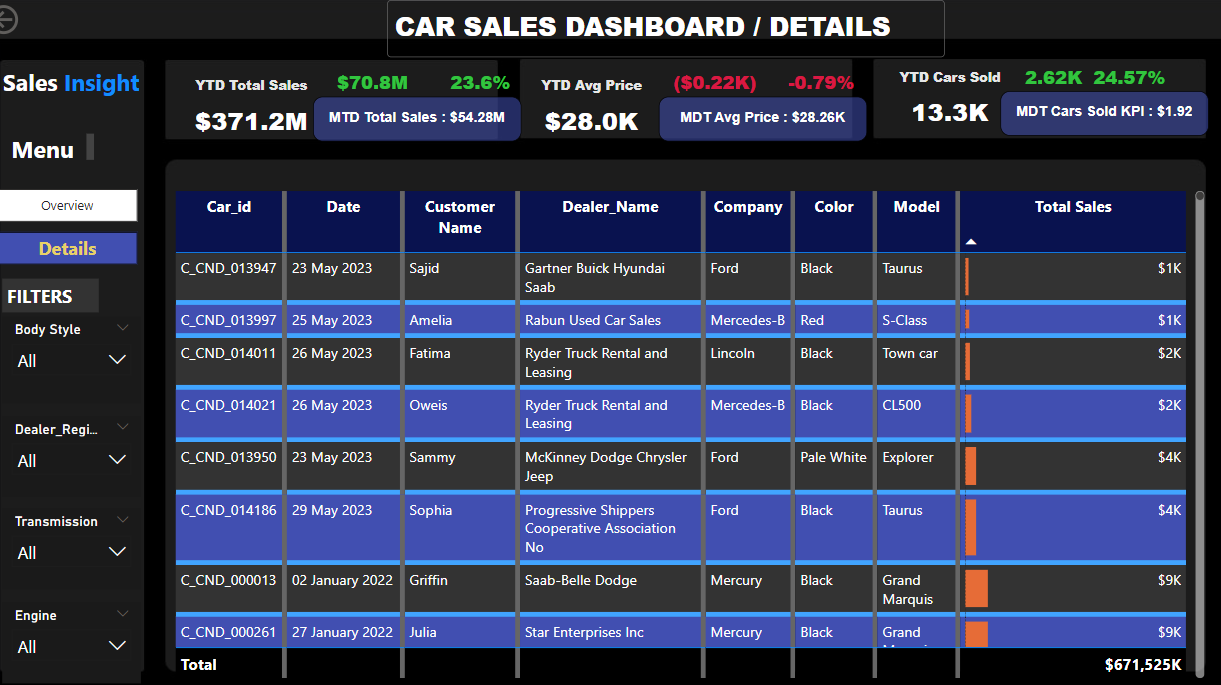 CAR SALES DASHBOARD / DETAILS
Sales Insight
YTD Total Sales $70.8M 23.6%
$371.2M MTD Total Sales : $54.28M
YTD Avg Price ($0.22K) -0.79%
$28.0K MDT Avg Price : $28.26K
YTD Cars Sold 2.62K 24.57%
13.3K MDT Cars Sold KPI : $1.92
Menu
Overview
Details
FILTERS
Body Style
All
Dealer_Regi...
All
Transmission
All
Engine
All
Car_id Date Customer Name Dealer_Name Company Color Model Total Sales
C_CND_013947 23 May 2023 Sajid Gartner Buick Hyundai Saab Ford Black Taurus $1K
C_CND_013997 25 May 2023 Amelia Rabun Used Car Sales Mercedes-B Red S-Class $1K
C_CND_014011 26 May 2023 Fatima Ryder Truck Rental and Leasing Lincoln Black Town car $2K
C_CND_014021 26 May 2023 Oweis Ryder Truck Rental and Leasing Mercedes-B Black CL500 $2K
C_CND_013950 23 May 2023 Sammy McKinney Dodge Chrysler Jeep Ford Pale White Explorer $4K
C_CND_014186 29 May 2023 Sophia Progressive Shippers Cooperative Association No Ford Black Taurus $4K
C_CND_000013 02 January 2022 Griffin Saab-Belle Dodge Mercury Black Grand Marquis $9K
C_CND_000261 27 January 2022 Julia Star Enterprises Inc Mercury Black Grand $9K
Total $671,525K